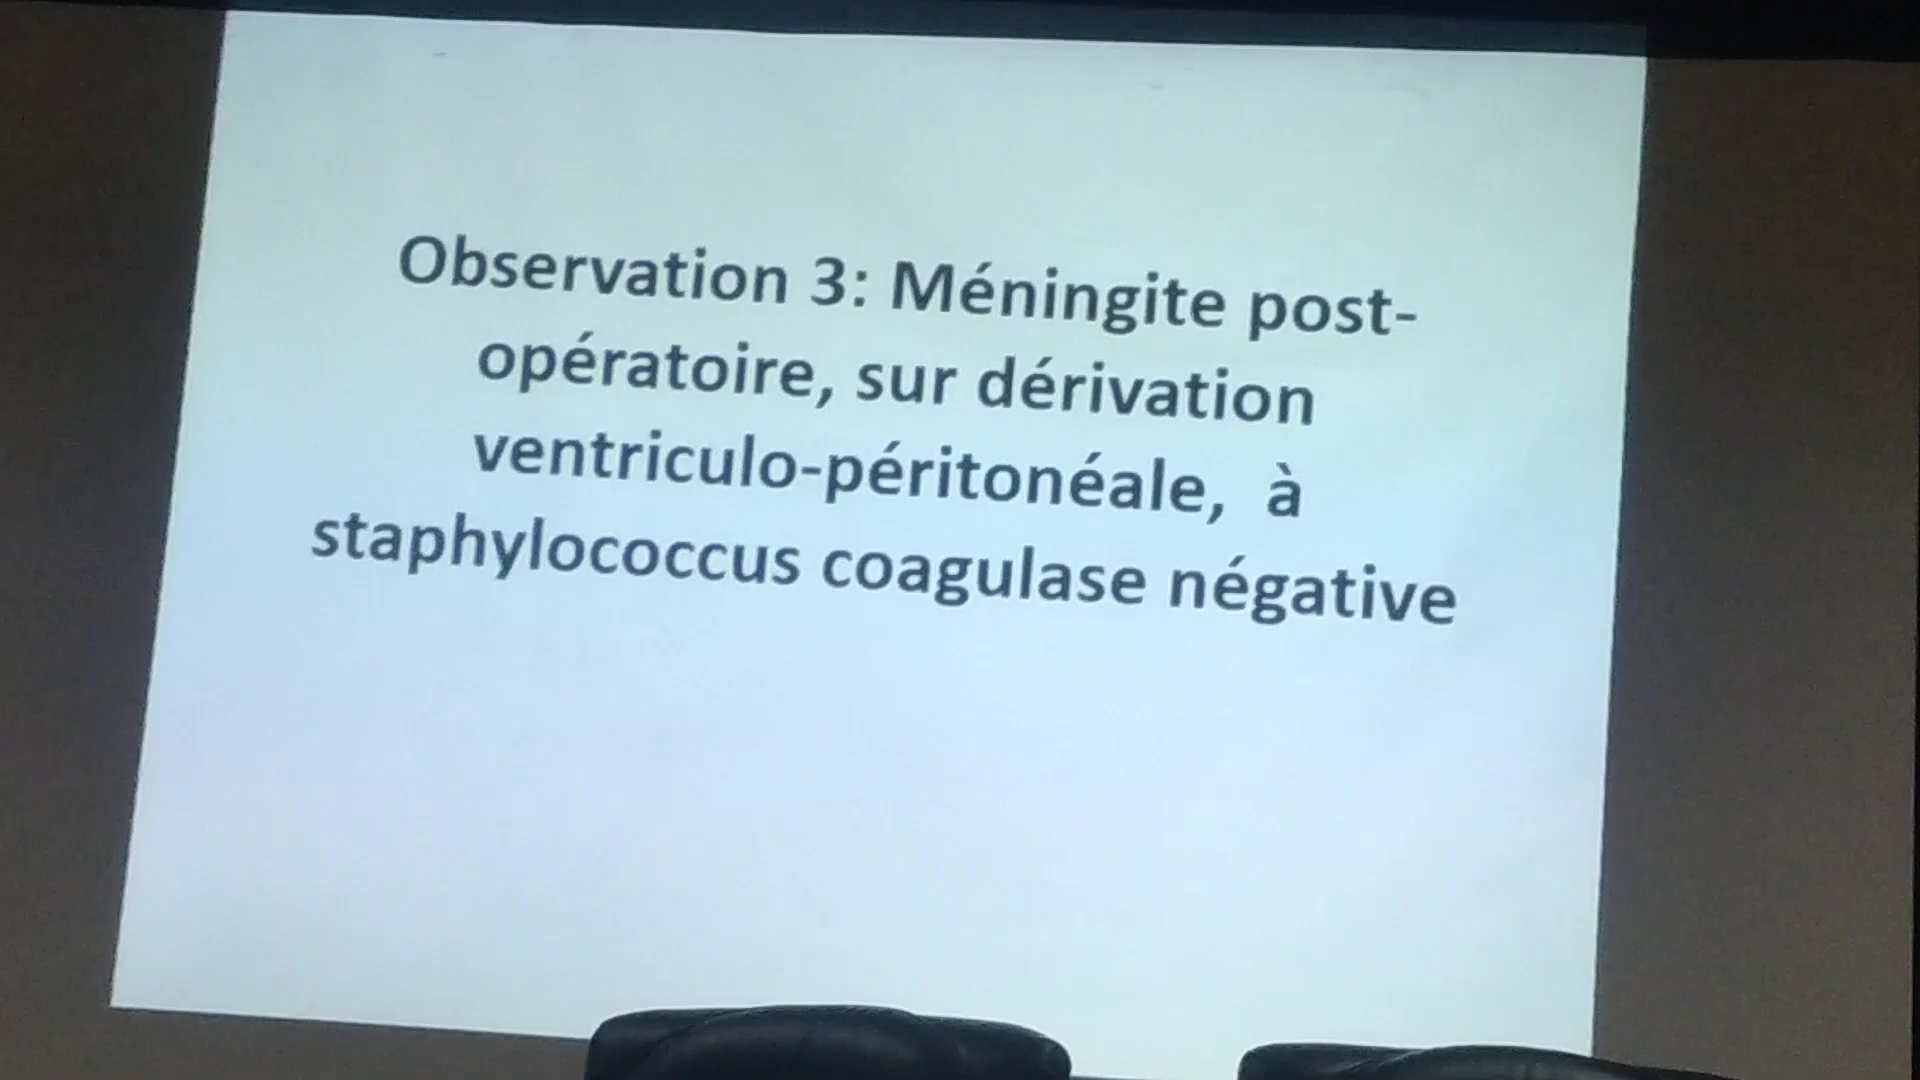 Observation 3: Méningite post-
opératoire, sur dérivation
ventriculo-péritonéale, à
staphylococcus coagulase négative